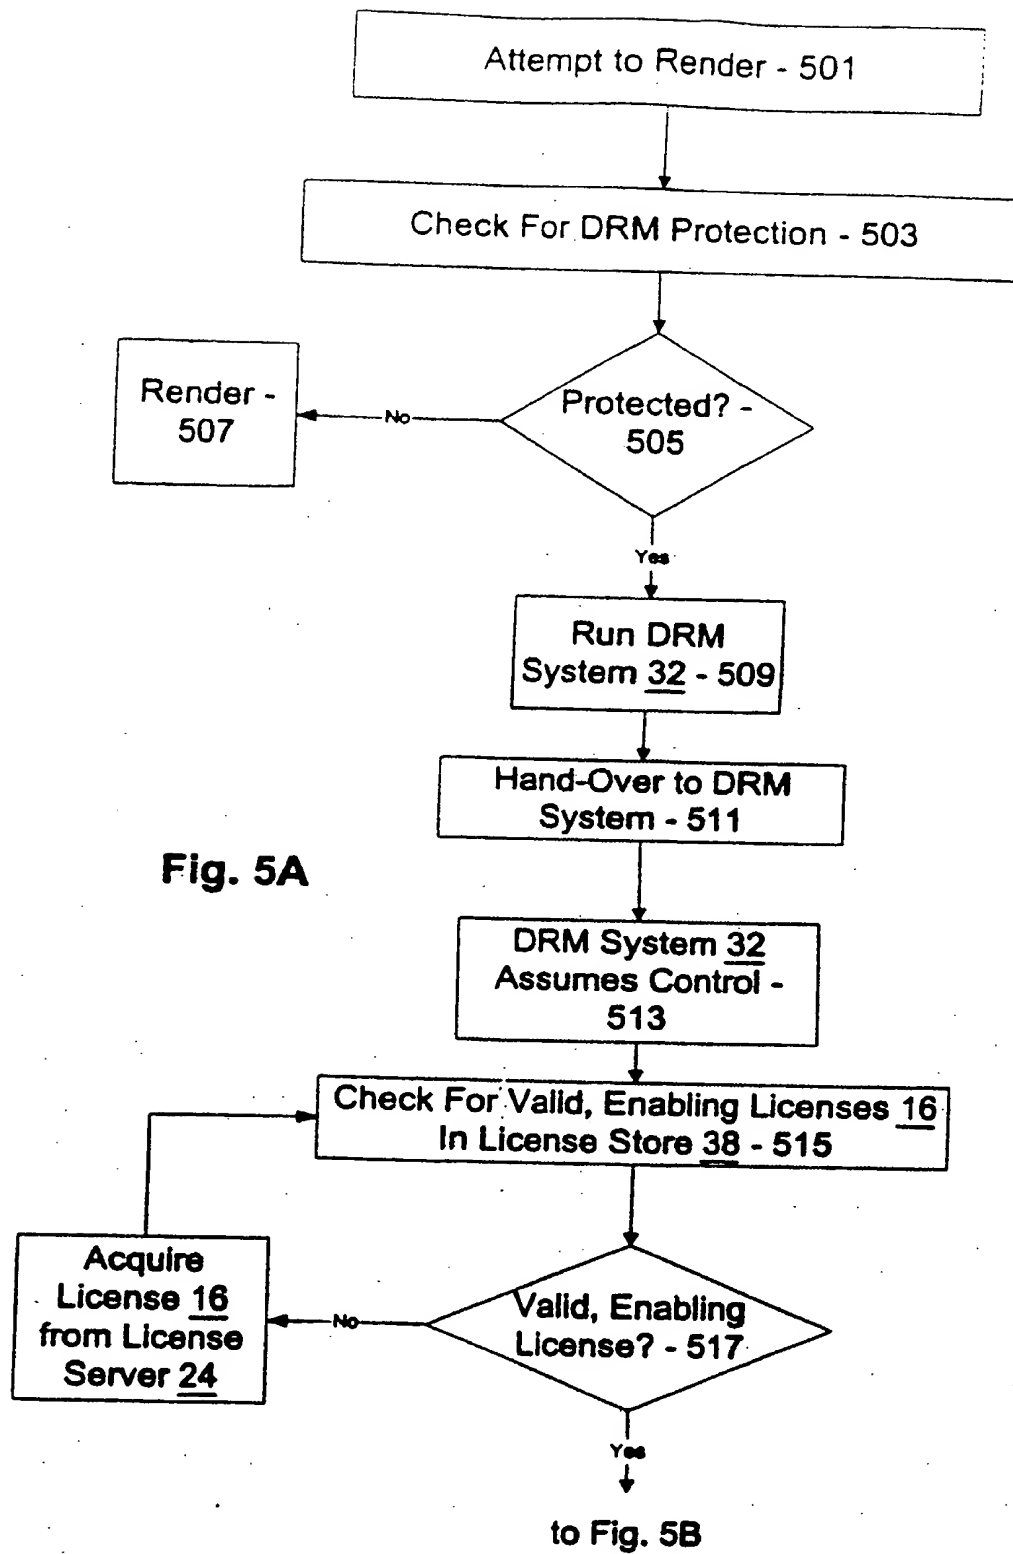 Attempt to Render - 501
Check For DRM Protection - 503
Protected? -
505
No
Render -
507
Yes
Run DRM
System 32 - 509
Hand-Over to DRM
System - 511
Fig. 5A
DRM System 32
Assumes Control -
513
Check For Valid, Enabling Licenses 16
In License Store 38 - 515
Valid, Enabling
License? - 517
No
Acquire
License 16
from License
Server 24
Yes
to Fig. 5B